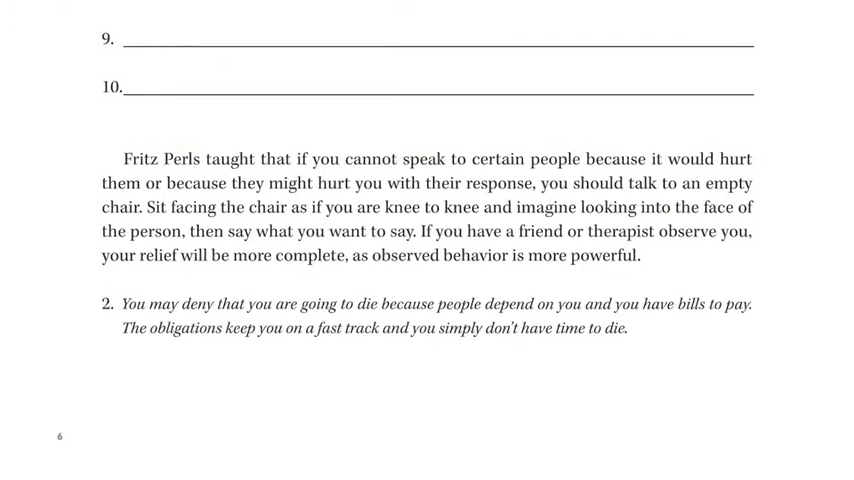 9.
10.
Fritz Perls taught that if you cannot speak to certain people because it would hurt
them or because they might hurt you with their response, you should talk to an empty
chair. Sit facing the chair as if you are knee to knee and imagine looking into the face of
the person, then say what you want to say. If you have a friend or therapist observe you,
your relief will be more complete, as observed behavior is more powerful.
2. You may deny that you are going to die because people depend on you and you have bills to pay.
The obligations keep you on a fast track and you simply don't have time to die.
6